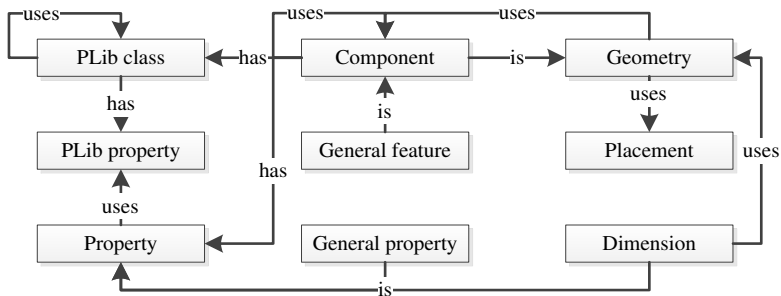 uses
uses
uses
PLib class
has
Component
is
Geometry
has
is
uses
PLib property
General feature
Placement
uses
has
uses
Property
General property
Dimension
is